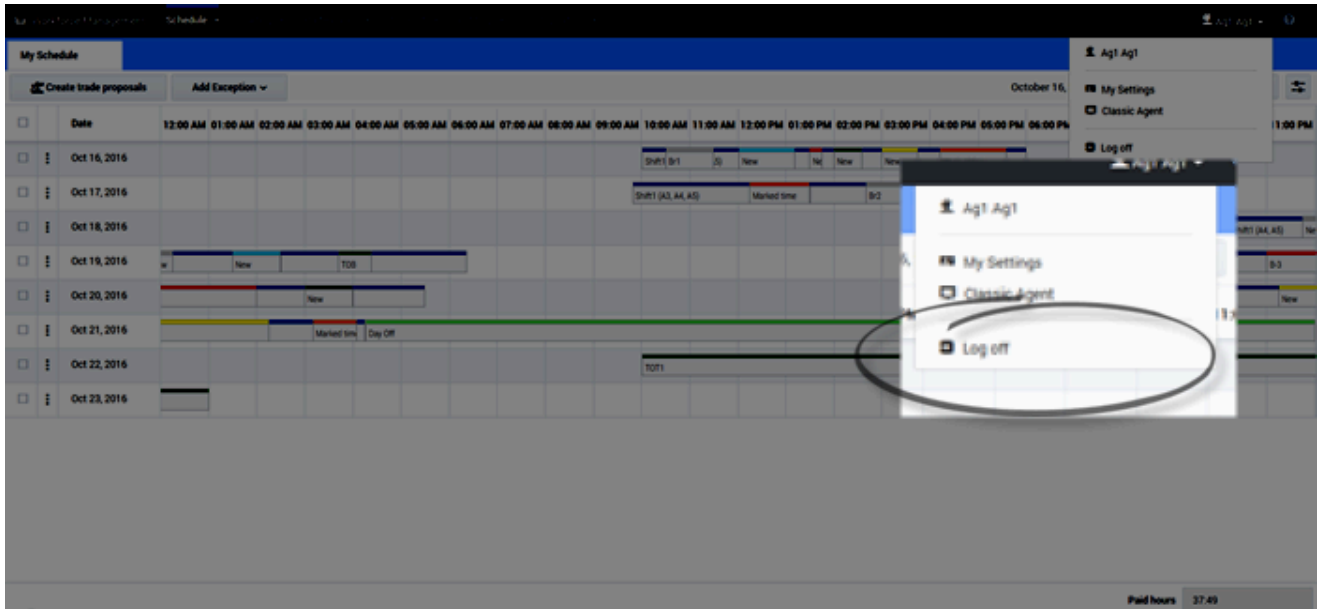 Schedule
Ag1 Ag1
My Schedule
Ag1 Ag1
Create trade proposals
Add Exception
October 16,
My Settings
Classic Agent
Log off
Date 12:00 AM 01:00 AM 02:00 AM 03:00 AM 04:00 AM 05:00 AM 06:00 AM 07:00 AM 08:00 AM 09:00 AM 10:00 AM 11:00 AM 12:00 PM 01:00 PM 02:00 PM 03:00 PM 04:00 PM 05:00 PM 06:00 PM 11:00 PM
Oct 16, 2016 Shift1 Br1 New New New
Oct 17, 2016 Shift1 (A3, A4, A5) Marked time Br2
Oct 18, 2016
Oct 19, 2016 New TOB
Oct 20, 2016 New New
Oct 21, 2016 Marked time Day Off
Oct 22, 2016 TOT1
Oct 23, 2016
Ag1 Ag1
Ag1 Ag1
My Settings
Classic Agent
Log off
Paid hours 37:49